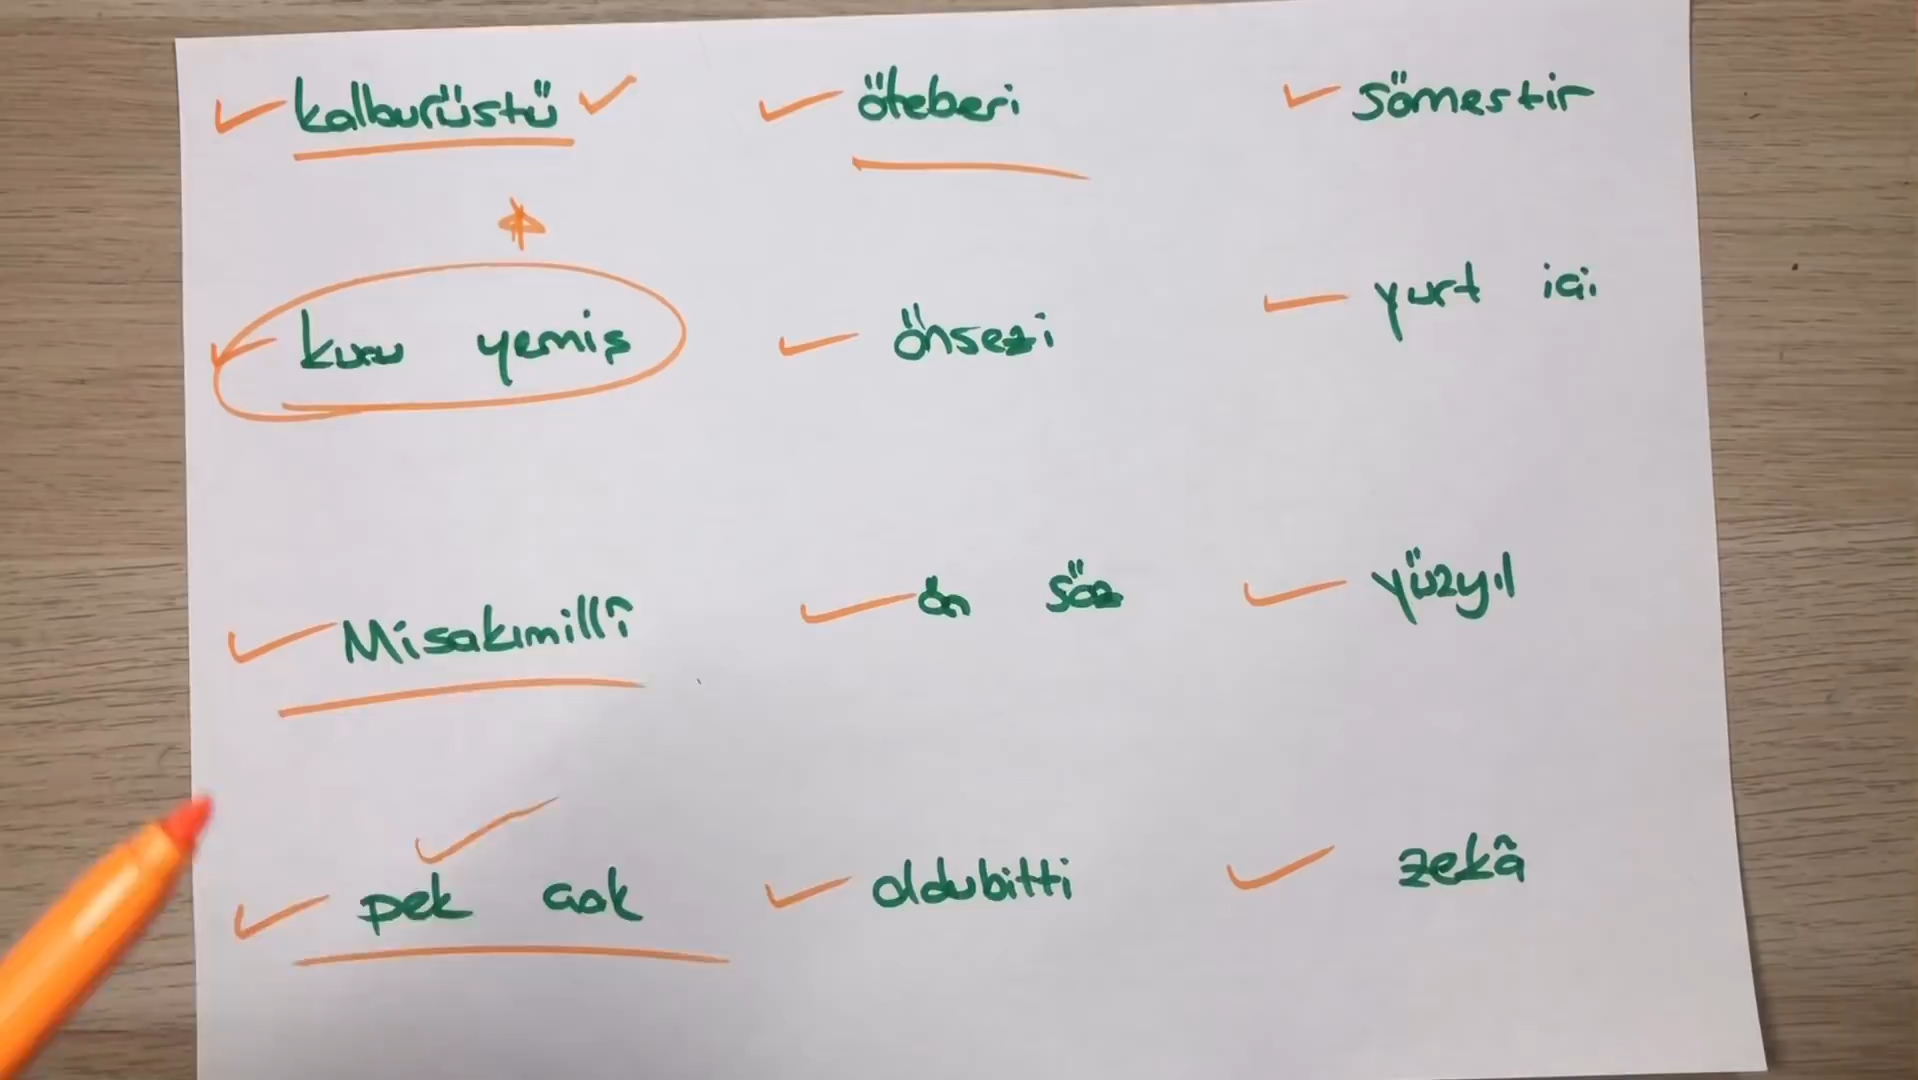 kalburüstü
öteberi
sömestir
kuru yemiş
önsezi
yurt içi
Misakımillî
ön söz
yüzyıl
pek çok
oldubitti
zekâ